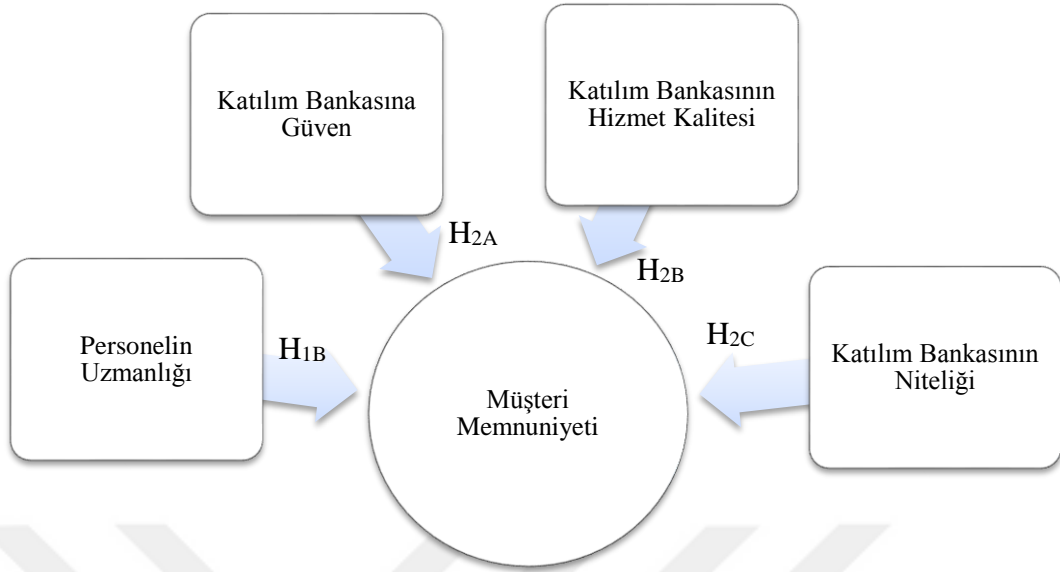 Katılım Bankasına
Güven
Katılım Bankasının
Hizmet Kalitesi
H2A
H2B
Personelin
Uzmanlığı
H1B
H2C
Katılım Bankasının
Niteliği
Müşteri
Memnuniyeti